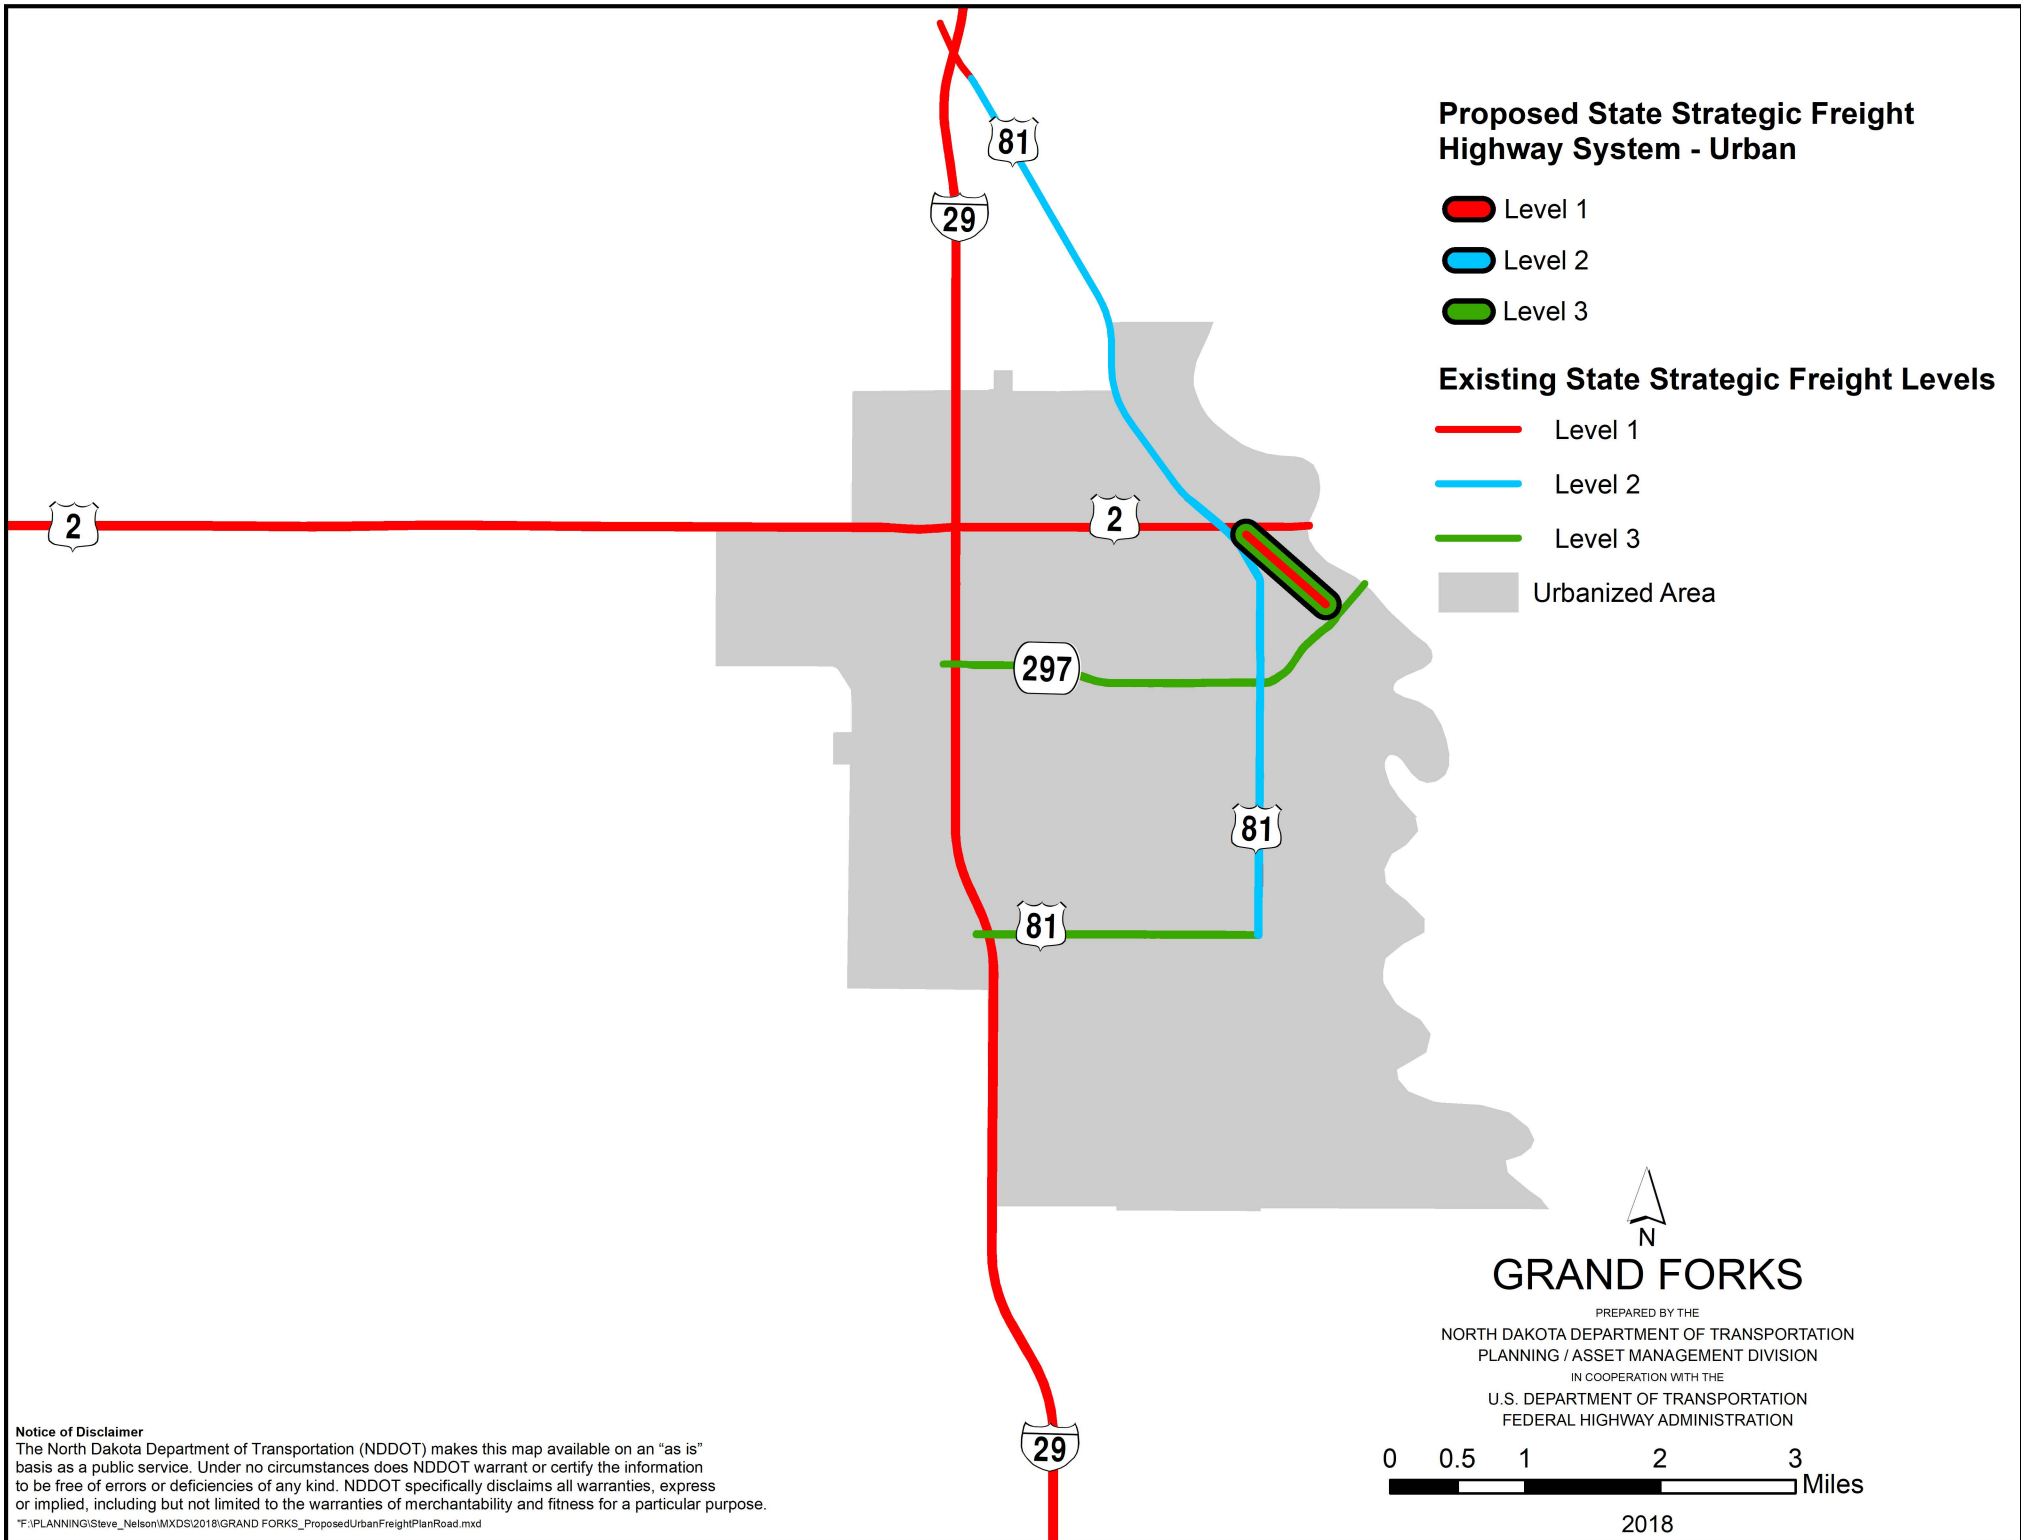 81
29
2
2
297
81
81
29
Proposed State Strategic Freight
Highway System - Urban
Level 1
Level 2
Level 3
Existing State Strategic Freight Levels
Level 1
Level 2
Level 3
Urbanized Area
N
GRAND FORKS
PREPARED BY THE
NORTH DAKOTA DEPARTMENT OF TRANSPORTATION
PLANNING / ASSET MANAGEMENT DIVISION
IN COOPERATION WITH THE
U.S. DEPARTMENT OF TRANSPORTATION
FEDERAL HIGHWAY ADMINISTRATION
0 0.5 1 2 3
Miles
2018
Notice of Disclaimer
The North Dakota Department of Transportation (NDDOT) makes this map available on an “as is”
basis as a public service. Under no circumstances does NDDOT warrant or certify the information
to be free of errors or deficiencies of any kind. NDDOT specifically disclaims all warranties, express
or implied, including but not limited to the warranties of merchantability and fitness for a particular purpose.
"F:\PLANNING\Steve_Nelson\MXDS\2018\GRAND FORKS_ProposedUrbanFreightPlanRoad.mxd